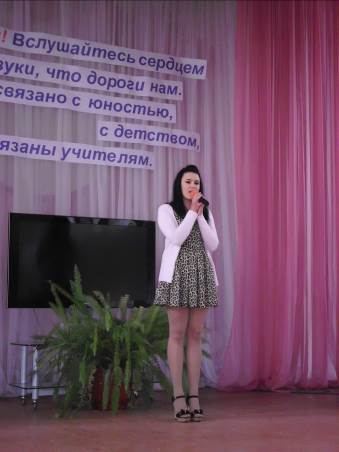 ! Вслушайтесь сердцем
вуки, что дороги нам.
связано с юностью,
с детством,
язаны учителям.